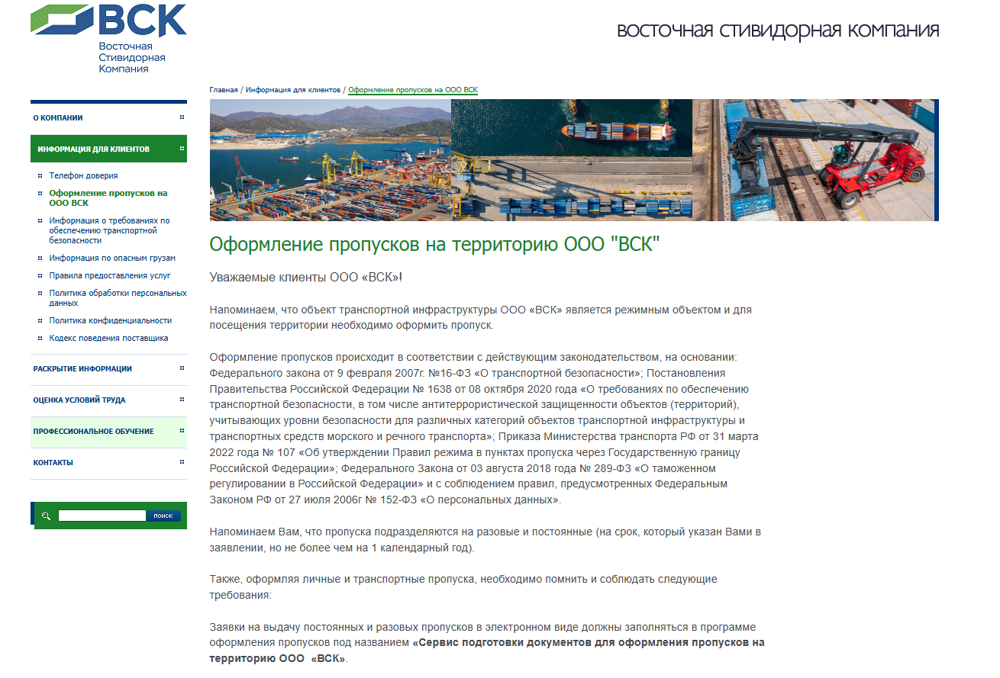 ВСК
Восточная
Стивидорная
Компания
восточная стивидорная компания
Главная / Информация для клиентов / Оформление пропусков на ООО ВСК
О КОМПАНИИ
ИНФОРМАЦИЯ ДЛЯ КЛИЕНТОВ
Телефон доверия
Оформление пропусков на
ООО ВСК
Информация о требованиях по
обеспечению транспортной
безопасности
Информация по опасным грузам
Правила предоставления услуг
Политика обработки персональных
данных
Политика конфиденциальности
Кодекс поведения поставщика
РАСКРЫТИЕ ИНФОРМАЦИИ
ОЦЕНКА УСЛОВИЙ ТРУДА
ПРОФЕССИОНАЛЬНОЕ ОБУЧЕНИЕ
КОНТАКТЫ
поиск
Оформление пропусков на территорию ООО "ВСК"
Уважаемые клиенты ООО «ВСК»!
Напоминаем, что объект транспортной инфраструктуры ООО «ВСК» является режимным объектом и для
посещения территории необходимо оформить пропуск.
Оформление пропусков происходит в соответствии с действующим законодательством, на основании:
Федерального закона от 9 февраля 2007г. №16-ФЗ «О транспортной безопасности»; Постановления
Правительства Российской Федерации № 1638 от 08 октября 2020 года «О требованиях по обеспечению
транспортной безопасности, в том числе антитеррористической защищенности объектов (территорий),
учитывающих уровни безопасности для различных категорий объектов транспортной инфраструктуры и
транспортных средств морского и речного транспорта»; Приказа Министерства транспорта РФ от 31 марта
2022 года № 107 «Об утверждении Правил режима в пунктах пропуска через Государственную границу
Российской Федерации»; Федерального Закона от 03 августа 2018 года № 289-ФЗ «О таможенном
регулировании в Российской Федерации» и с соблюдением правил, предусмотренных Федеральным
Законом РФ от 27 июля 2006г № 152-ФЗ «О персональных данных».
Напоминаем Вам, что пропуска подразделяются на разовые и постоянные (на срок, который указан Вами в
заявлении, но не более чем на 1 календарный год).
Также, оформляя личные и транспортные пропуска, необходимо помнить и соблюдать следующие
требования:
Заявки на выдачу постоянных и разовых пропусков в электронном виде должны заполняться в программе
оформления пропусков под названием «Сервис подготовки документов для оформления пропусков на
территорию ООО «ВСК».